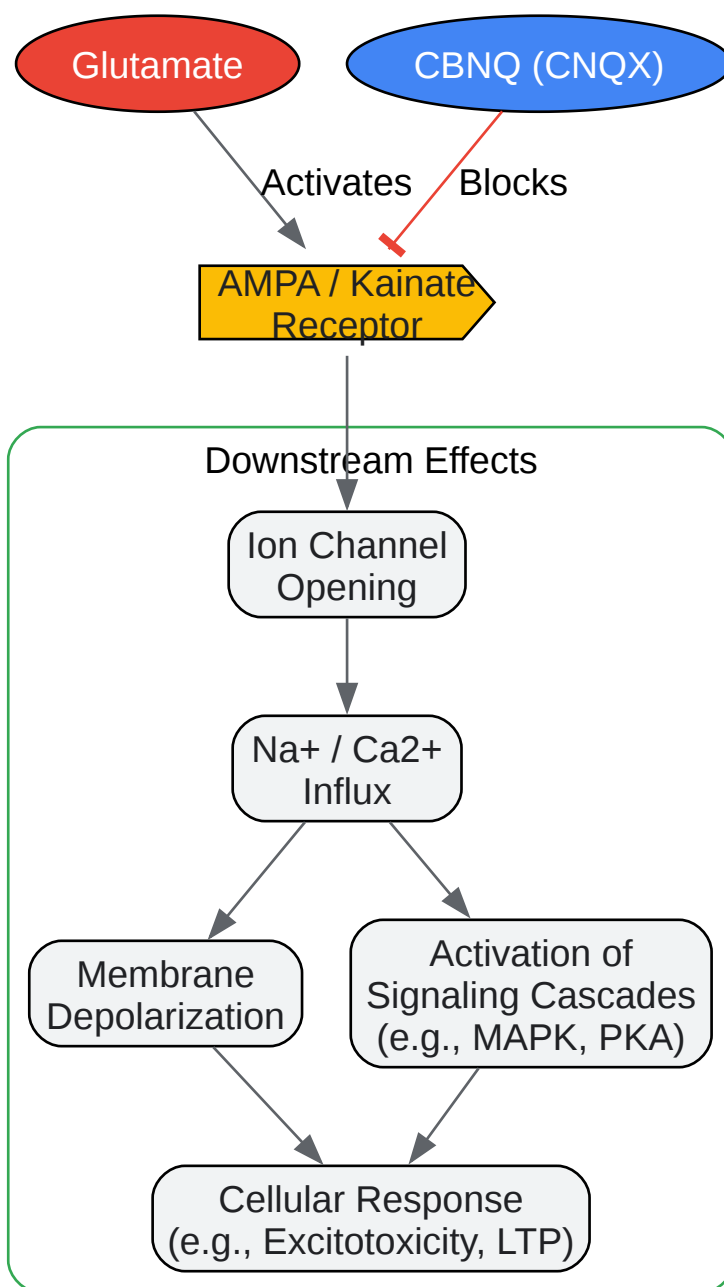 Glutamate
CBNQ (CNQX)
Activates
Blocks
AMPA / Kainate
Receptor
Downstream Effects
Ion Channel
Opening
Na+ / Ca2+
Influx
Membrane
Depolarization
Activation of
Signaling Cascades
(e.g., MAPK, PKA)
Cellular Response
(e.g., Excitotoxicity, LTP)